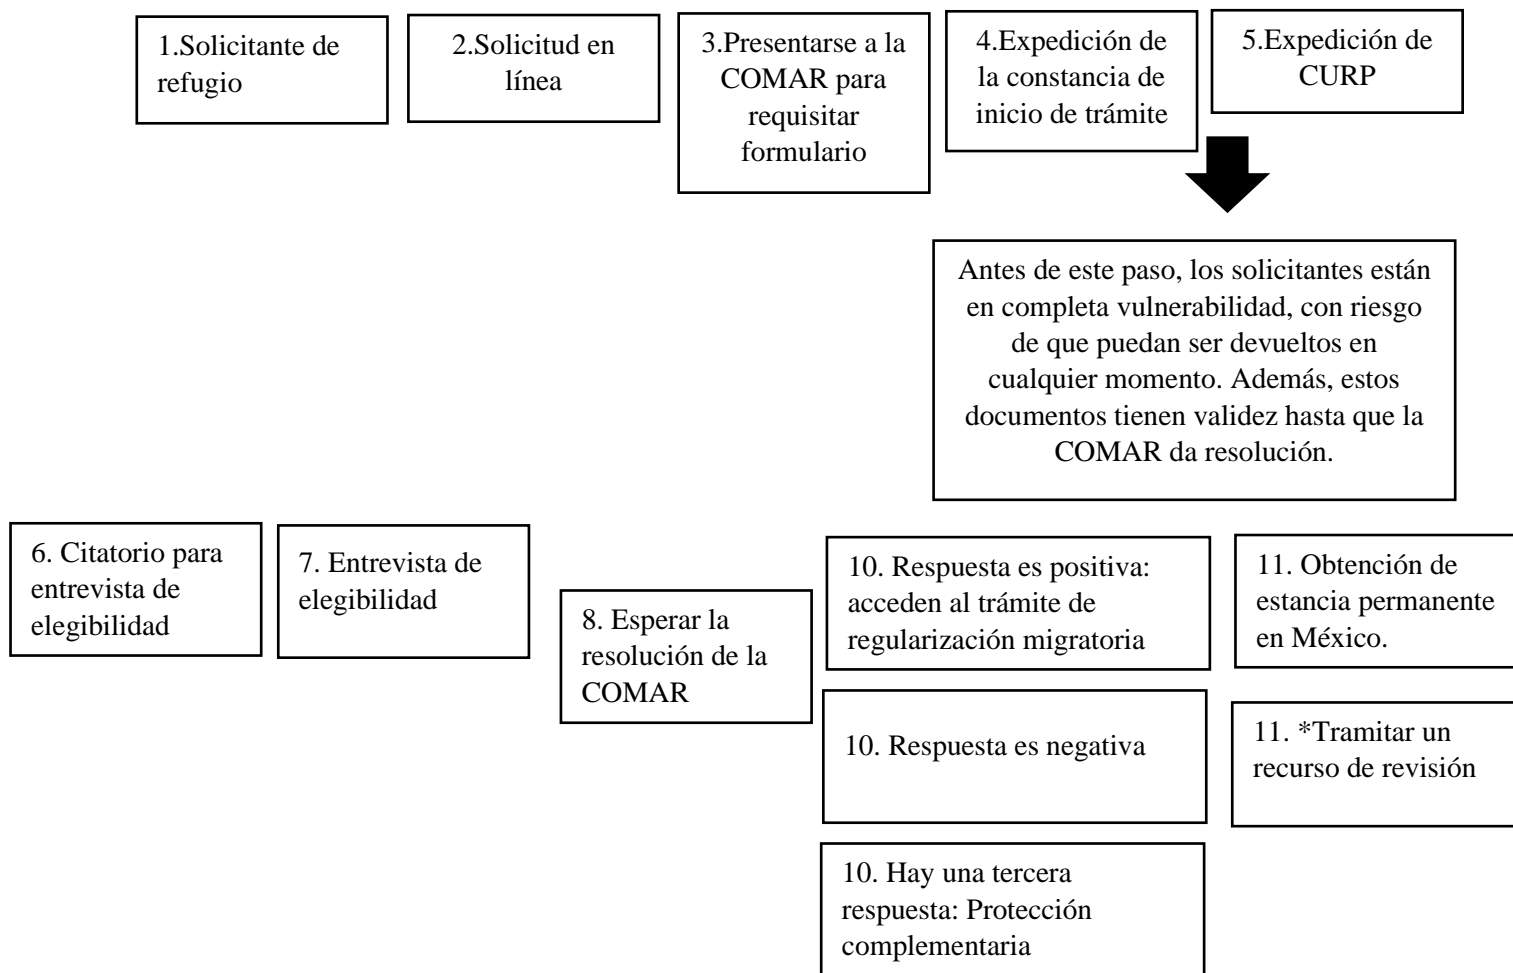 1.Solicitante de
refugio
2.Solicitud en
línea
3.Presentarse a la
COMAR para
requisitar
formulario
4.Expedición de
la constancia de
inicio de trámite
5.Expedición de
CURP
Antes de este paso, los solicitantes están
en completa vulnerabilidad, con riesgo
de que puedan ser devueltos en
cualquier momento. Además, estos
documentos tienen validez hasta que la
COMAR da resolución.
6. Citatorio para
entrevista de
elegibilidad
7. Entrevista de
elegibilidad
8. Esperar la
resolución de la
COMAR
10. Respuesta es positiva:
acceden al trámite de
regularización migratoria
11. Obtención de
estancia permanente
en México.
10. Respuesta es negativa
11. *Tramitar un
recurso de revisión
10. Hay una tercera
respuesta: Protección
complementaria